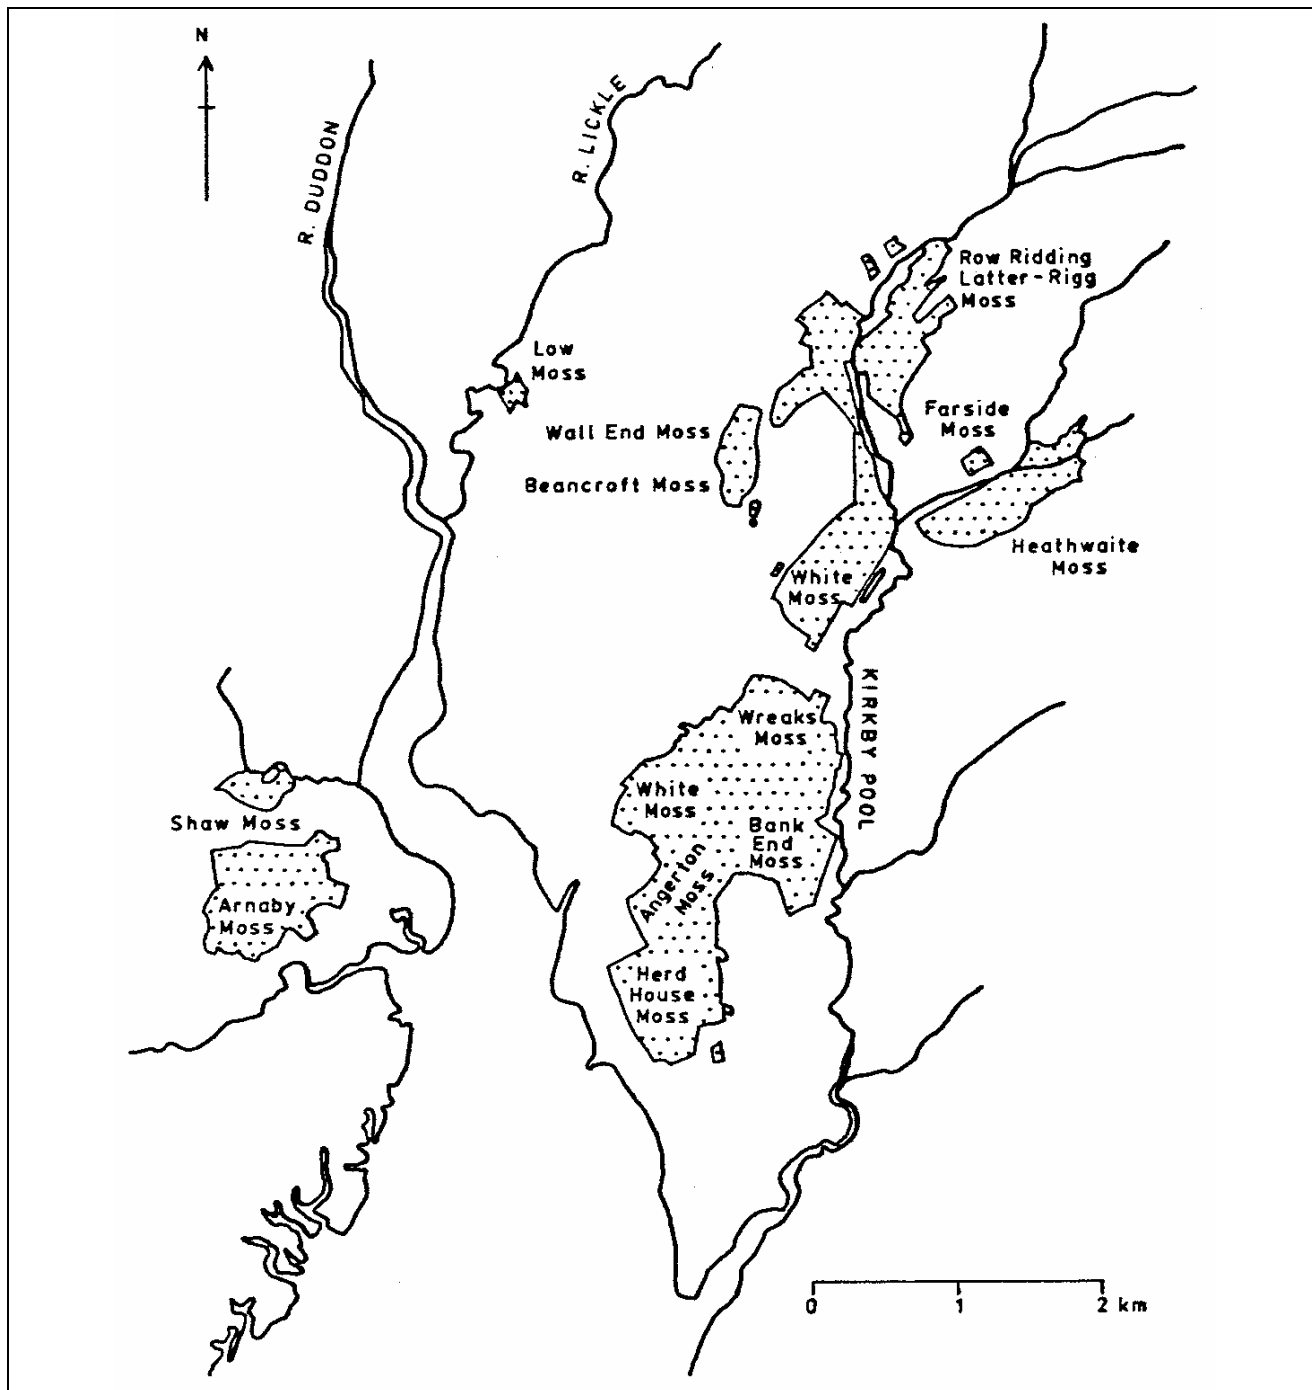 N
R. DUDDON
R. LICKLE
Row Ridding
Latter-Rigg
Moss
Low
Moss
Farside
Moss
Wall End Moss
Beancroft Moss
Heathwaite
Moss
White
Moss
KIRKBY POOL
Wreaks
Moss
White
Moss
Shaw Moss
Bank
End
Moss
Angerton
Moss
Arnaby
Moss
Herd
House
Moss
0 1 2 km